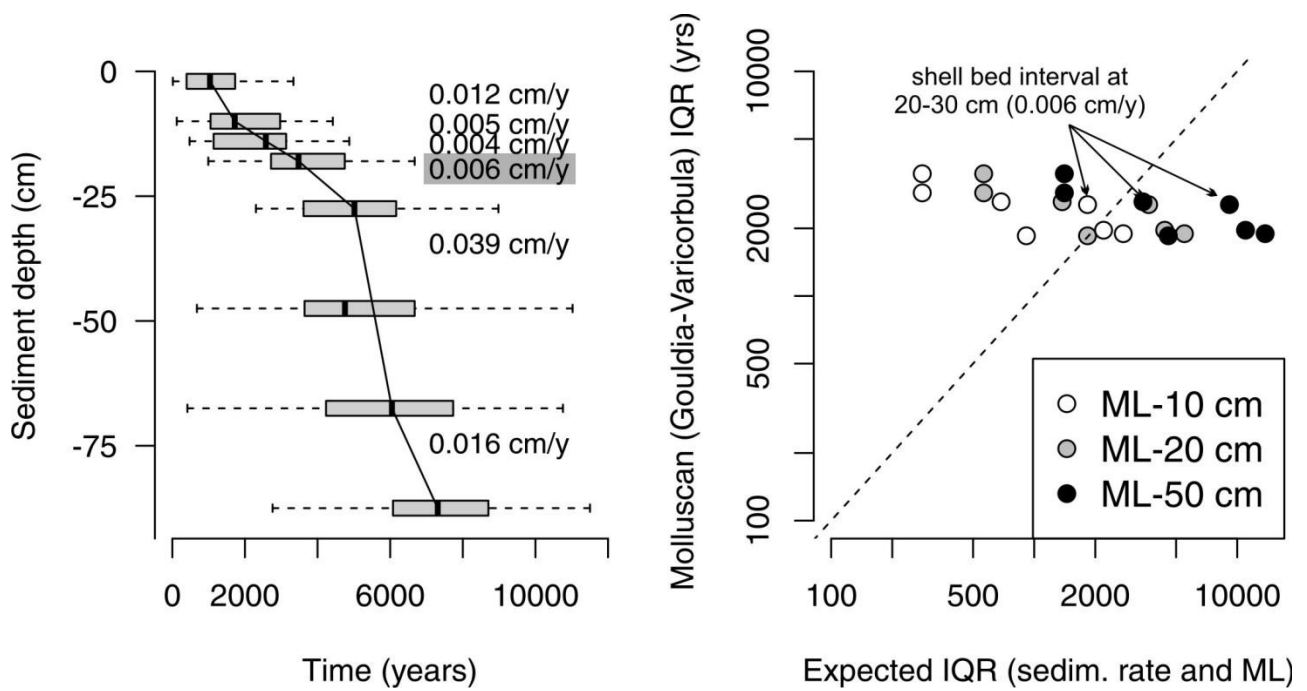 Sediment depth (cm)
0
-25
-50
-75
0.012 cm/y
0.005 cm/y
0.004 cm/y
0.006 cm/y
0.039 cm/y
0.016 cm/y
0
2000
6000
10000
Time (years)
Molluscan (Gouldia-Varicorbula) IQR (yrs)
10000
2000
500
100
shell bed interval at
20-30 cm (0.006 cm/y)
ML-10 cm
ML-20 cm
ML-50 cm
100
500
2000
10000
Expected IQR (sedim. rate and ML)